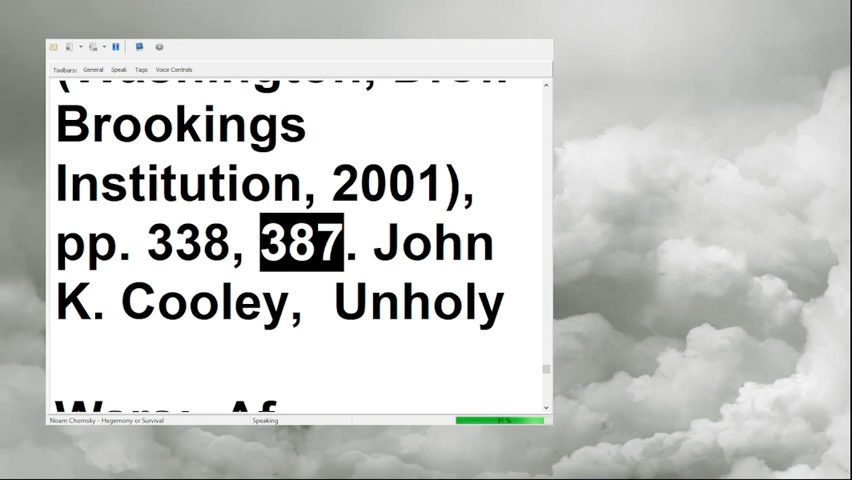 Toolbars: General Speak Tags Voice Controls
Brookings
Institution, 2001),
pp. 338, 387. John
K. Cooley, Unholy
Noam Chomsky - Hegemony or Survival Speaking 91 %